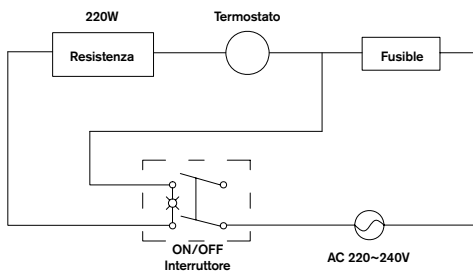 220W
Termostato
Resistenza
Fusible
ON/OFF
Interruttore
AC 220~240V